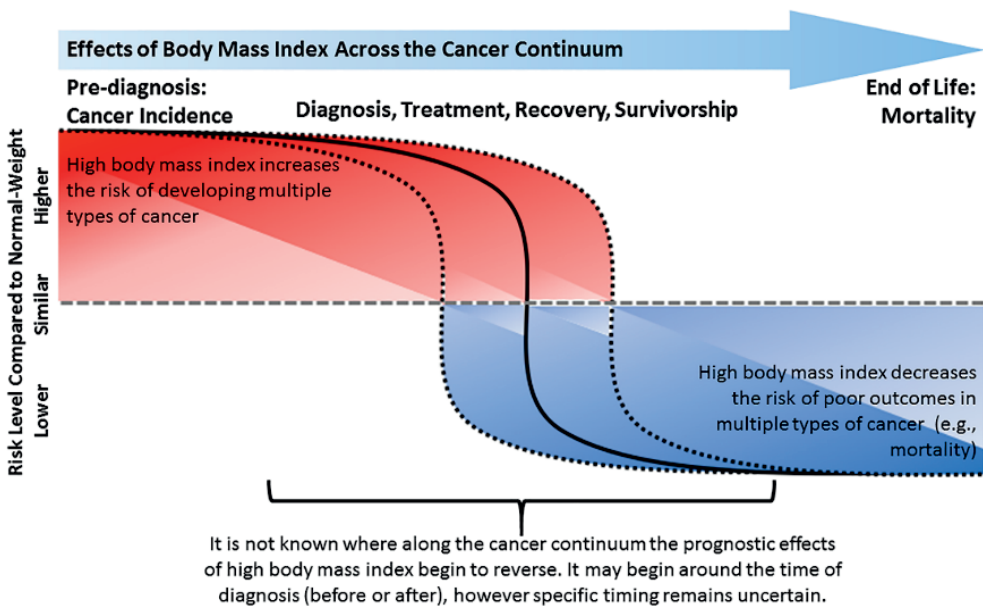 Effects of Body Mass Index Across the Cancer Continuum
Pre-diagnosis:
Cancer Incidence
Diagnosis, Treatment, Recovery, Survivorship
End of Life:
Mortality
Risk Level Compared to Normal-Weight
Higher
Similar
Lower
High body mass index increases
the risk of developing multiple
types of cancer
High body mass index decreases
the risk of poor outcomes in
multiple types of cancer (e.g.,
mortality)
It is not known where along the cancer continuum the prognostic effects
of high body mass index begin to reverse. It may begin around the time of
diagnosis (before or after), however specific timing remains uncertain.